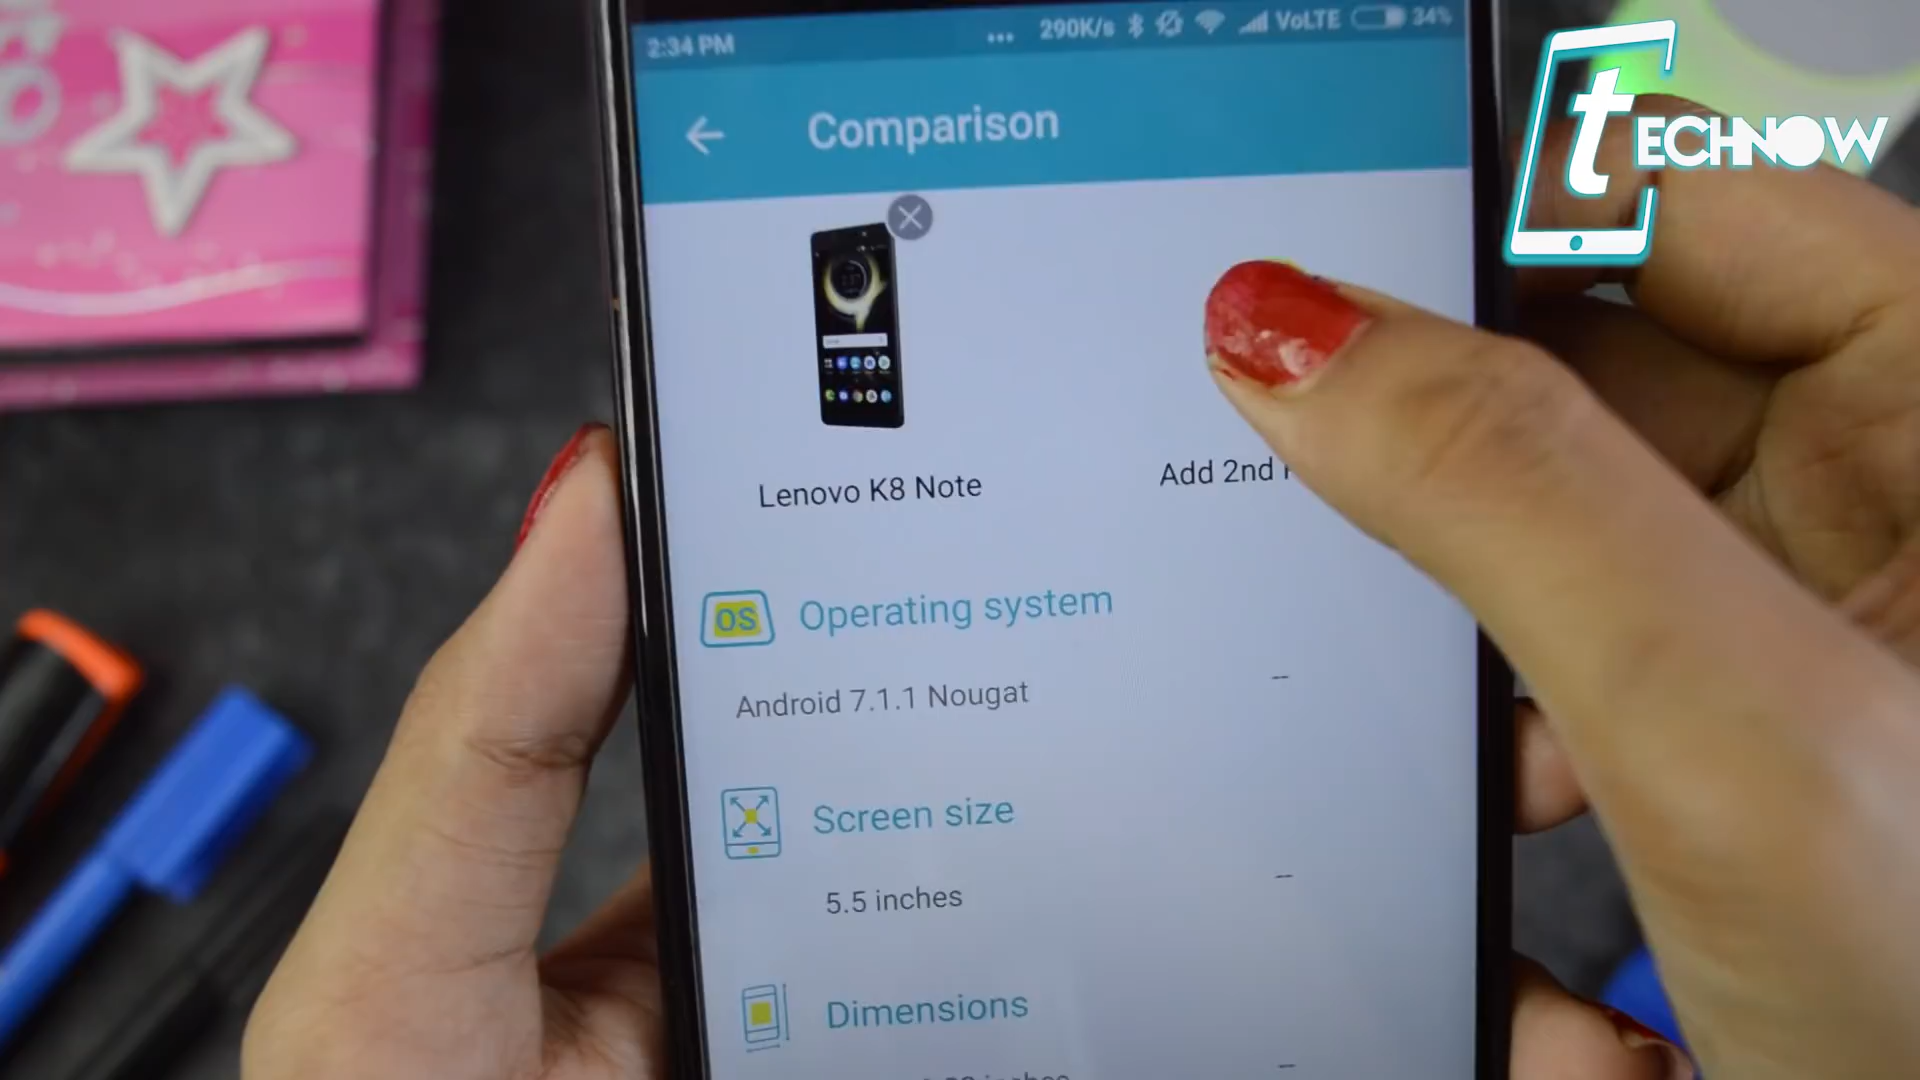 2:34 PM
... 290K/s VoLTE 34%
tECHNOW
Comparison
Lenovo K8 Note
Add 2nd
OS Operating system
Android 7.1.1 Nougat
--
Screen size
5.5 inches
--
Dimensions
inches
--